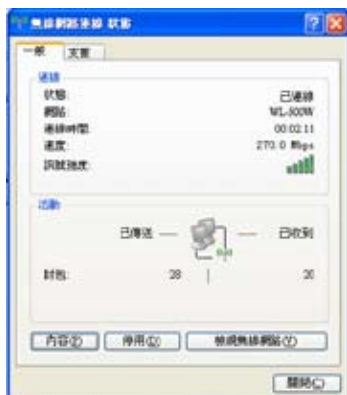 無線網路連線 狀態
一般 支援
連線
狀態: 已連線
網路: WL-500W
連線時間: 00:02:11
速度: 270.0 Mbps
訊號強度:
活動
已傳送 — — 已收到
封包: 28 | 20
內容(P) 停用(D) 檢視無線網路(V)
關閉(C)